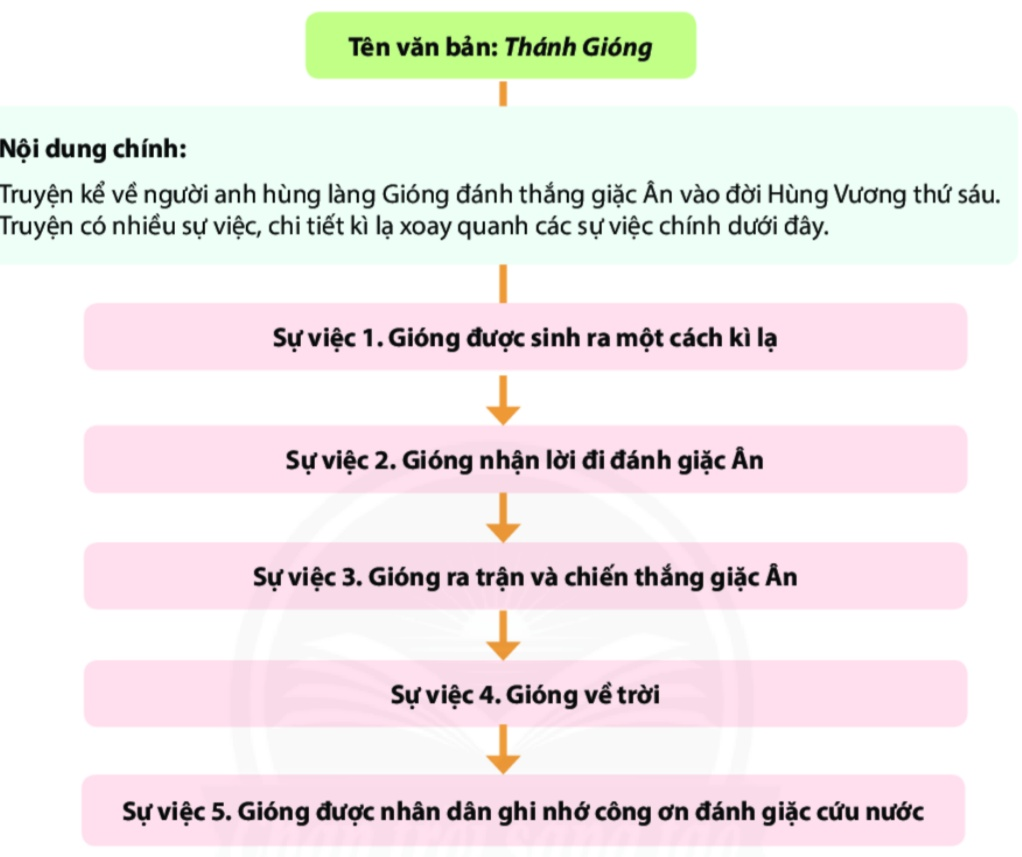 Tên văn bản: Thánh Gióng
Nội dung chính:
Truyện kể về người anh hùng làng Gióng đánh thắng giặc Ân vào đời Hùng Vương thứ sáu.
Truyện có nhiều sự việc, chi tiết kì lạ xoay quanh các sự việc chính dưới đây.
Sự việc 1. Gióng được sinh ra một cách kì lạ
Sự việc 2. Gióng nhận lời đi đánh giặc Ân
Sự việc 3. Gióng ra trận và chiến thắng giặc Ân
Sự việc 4. Gióng về trời
Sự việc 5. Gióng được nhân dân ghi nhớ công ơn đánh giặc cứu nước